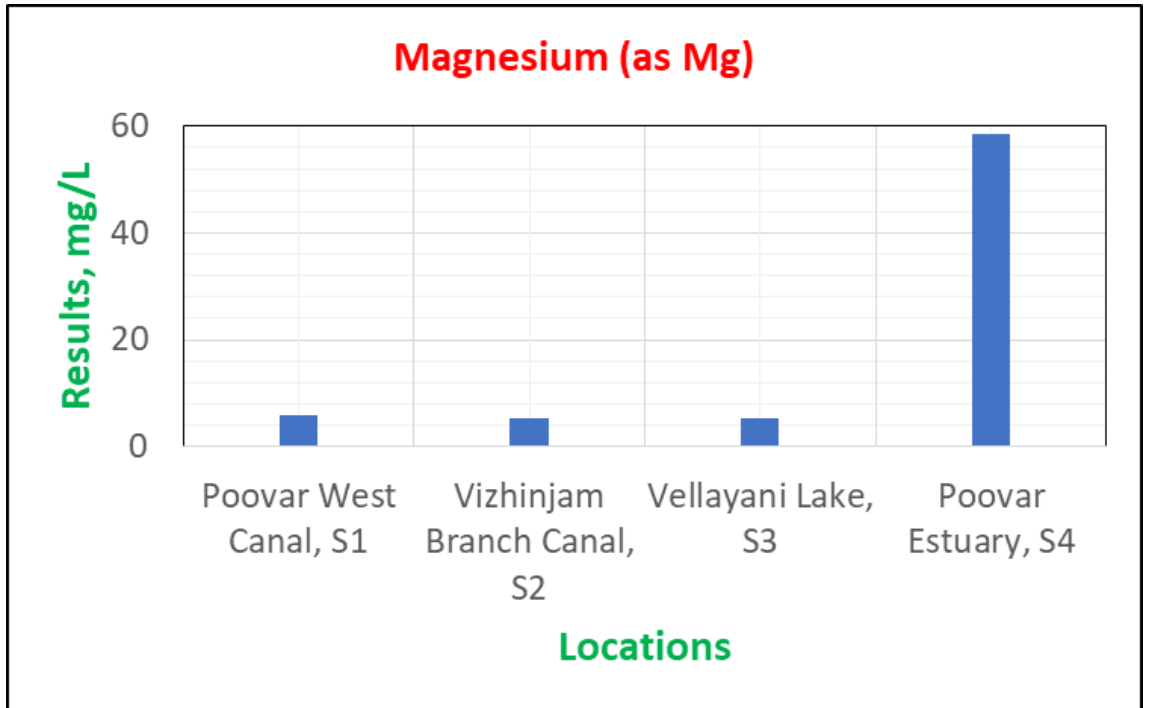 Magnesium (as Mg)
Results, mg/L
60
40
20
0
Poovar West
Canal, S1
Vizhinjam
Branch Canal,
S2
Vellayani Lake,
S3
Poovar
Estuary, S4
Locations